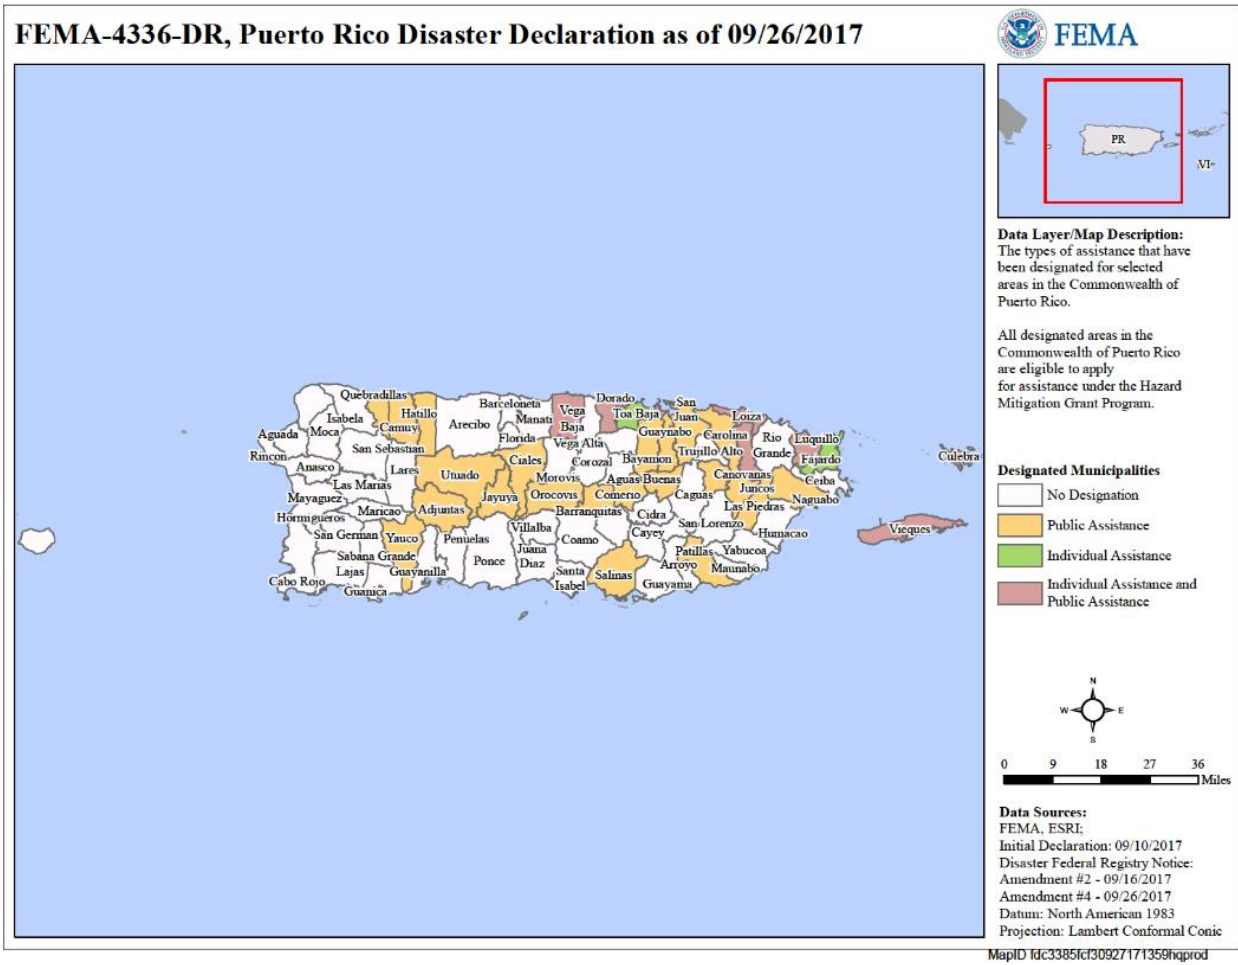 FEMA-4336-DR, Puerto Rico Disaster Declaration as of 09/26/2017
FEMA
PR
VI
Data Layer/Map Description:
The types of assistance that have
been designated for selected
areas in the Commonwealth of
Puerto Rico.
All designated areas in the
Commonwealth of Puerto Rico
are eligible to apply
for assistance under the Hazard
Mitigation Grant Program.
Designated Municipalities
No Designation
Public Assistance
Individual Assistance
Individual Assistance and
Public Assistance
N
W E
S
0 9 18 27 36
Miles
Data Sources:
FEMA, ESRI;
Initial Declaration: 09/10/2017
Disaster Federal Registry Notice:
Amendment #2 - 09/16/2017
Amendment #4 - 09/26/2017
Datum: North American 1983
Projection: Lambert Conformal Conic
MapID fdc3385fcf30927171359hqprod
Quebradillas
Isabela
Camuy
Hatillo
Arecibo
Barceloneta
Manati
Florida
Vega
Baja
Vega Alta
Dorado
Toa Baja
San
Juan
Guaynabo
Carolina
Loiza
Rio
Grande
Luquillo
Fajardo
Culebra
Aguada
Moca
Rincon
San Sebastian
Anasco
Lares
Utuado
Ciales
Morovis
Corozal
Bayamon
Trujillo Alto
Canovanas
Ceiba
Las Marias
Mayaguez
Maricao
Adjuntas
Jayuya
Orocovis
Comerio
Aguas Buenas
Caguas
Juncos
Naguabo
Las Piedras
Hormigueros
San German
Yauco
Barranquitas
Cidra
San Lorenzo
Humacao
Vieques
Villalba
Penuelas
Ponce
Juana
Diaz
Coamo
Cayey
Patillas
Yabucoa
Sabana Grande
Lajas
Guayanilla
Cabo Rojo
Guanica
Santa
Isabel
Salinas
Guayama
Arroyo
Maunabo